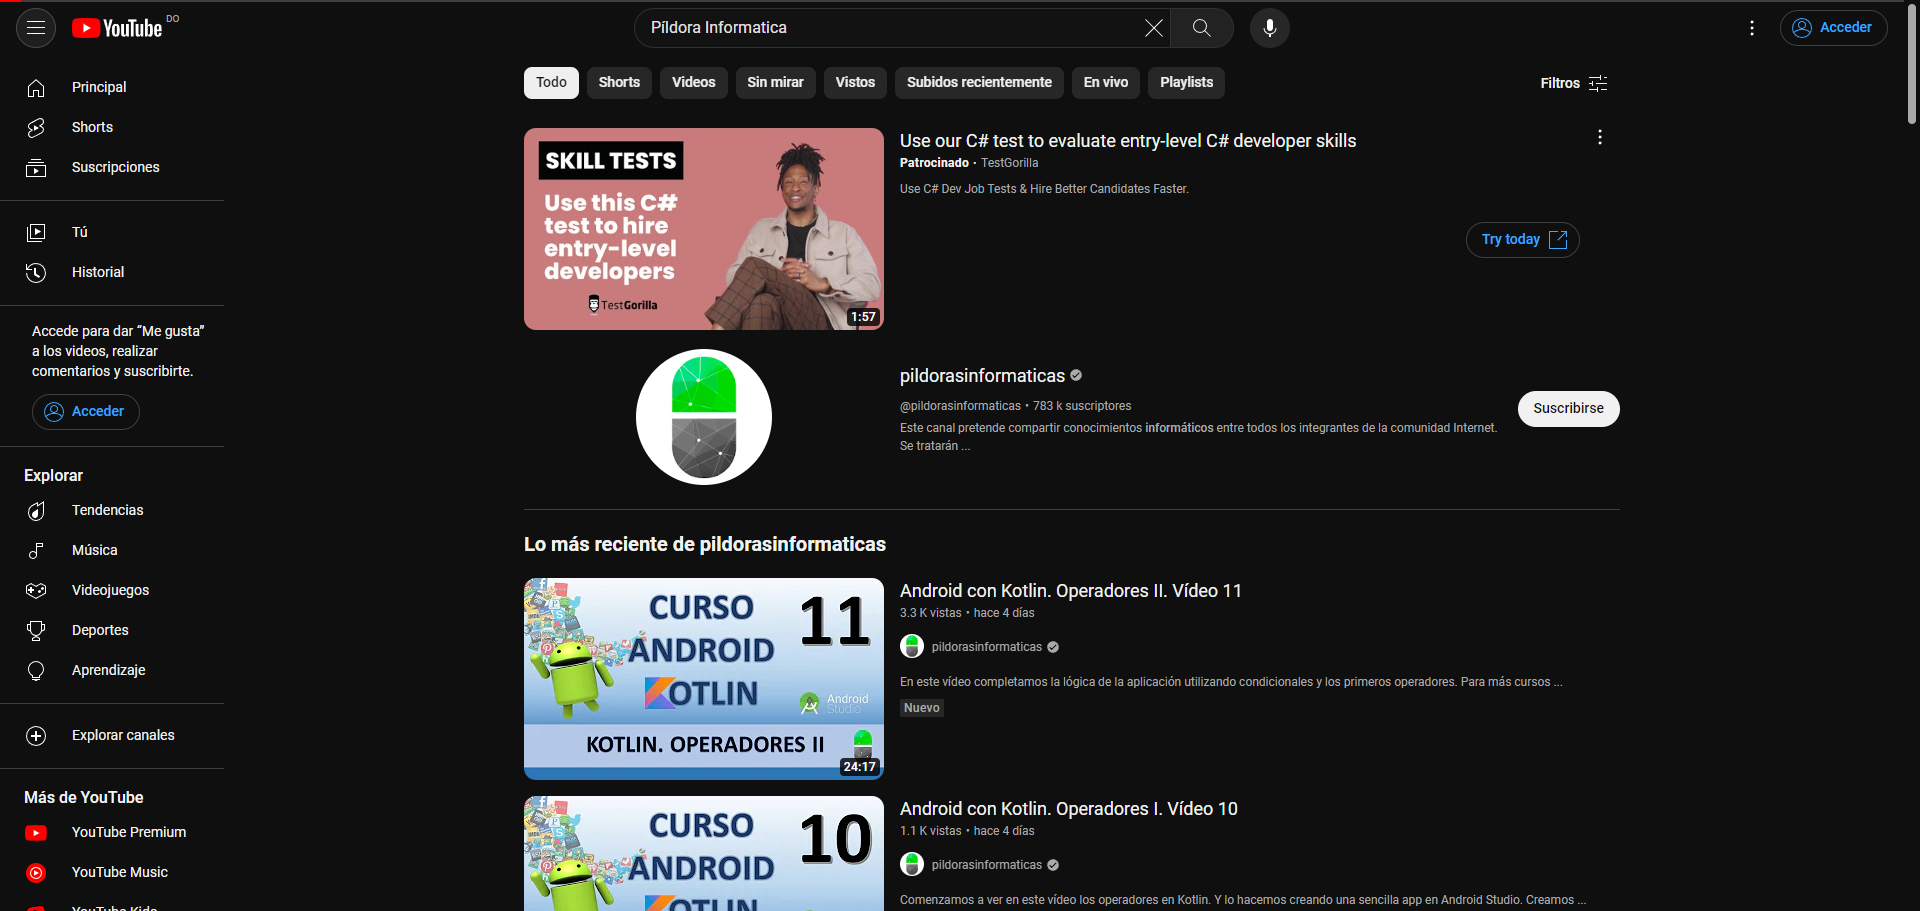 YouTube DO
Píldora Informatica
Acceder
Principal
Shorts
Suscripciones
Tú
Historial
Accede para dar “Me gusta”
a los videos, realizar
comentarios y suscribirte.
Acceder
Explorar
Tendencias
Música
Videojuegos
Deportes
Aprendizaje
Explorar canales
Más de YouTube
YouTube Premium
YouTube Music
YouTube Kids
Todo
Shorts
Videos
Sin mirar
Vistos
Subidos recientemente
En vivo
Playlists
Filtros
SKILL TESTS
Use this C#
test to hire
entry-level
developers
TestGorilla
1:57
Use our C# test to evaluate entry-level C# developer skills
Patrocinado · TestGorilla
Use C# Dev Job Tests & Hire Better Candidates Faster.
Try today
pildorasinformaticas
@pildorasinformaticas • 783 k suscriptores
Este canal pretende compartir conocimientos informáticos entre todos los integrantes de la comunidad Internet.
Se tratarán ...
Suscribirse
Lo más reciente de pildorasinformaticas
CURSO 11
ANDROID
KOTLIN
Android
Studio
KOTLIN. OPERADORES II
24:17
Android con Kotlin. Operadores II. Vídeo 11
3.3 K vistas • hace 4 días
pildorasinformaticas
En este vídeo completamos la lógica de la aplicación utilizando condicionales y los primeros operadores. Para más cursos ...
Nuevo
CURSO 10
ANDROID
KOTLIN
Android con Kotlin. Operadores I. Vídeo 10
1.1 K vistas • hace 4 días
pildorasinformaticas
Comenzamos a ver en este vídeo los operadores en Kotlin. Y lo hacemos creando una sencilla app en Android Studio. Creamos ...